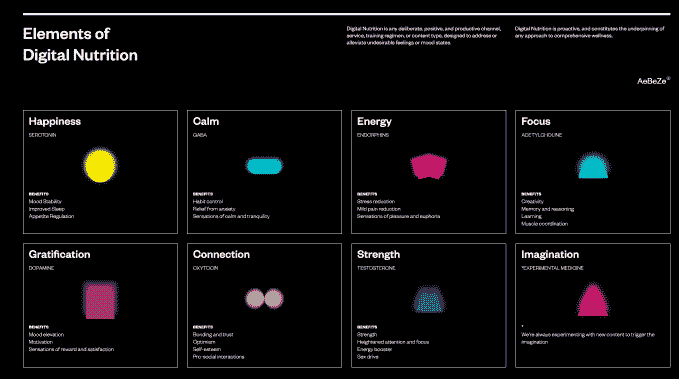 Elements of
Digital Nutrition
Digital Nutrition is any deliberate, positive, and productive channel,
service, training regimen, or content type, designed to address or
alleviate undesirable feelings or mood states.
Digital Nutrition is proactive, and constitutes the underpinning of
any approach to comprehensive wellness.
AeBeZe®
Happiness
SEROTONIN
BENEFITS
Mood Stability
Improved Sleep
Appetite Regulation
Calm
GABA
BENEFITS
Habit control
Relief from anxiety
Sensations of calm and tranquility
Energy
ENDORPHINS
BENEFITS
Stress reduction
Mild pain reduction
Sensations of pleasure and euphoria
Focus
ACETYLCHOLINE
BENEFITS
Creativity
Memory and reasoning
Learning
Muscle coordination
Gratification
DOPAMINE
BENEFITS
Mood elevation
Motivation
Sensations of reward and satisfaction
Connection
OXYTOCIN
BENEFITS
Bonding and trust
Optimism
Self-esteem
Pro-social interactions
Strength
TESTOSTERONE
BENEFITS
Strength
Heightened attention and focus
Energy booster
Sex drive
Imagination
*EXPERIMENTAL MEDICINE
*
We're always experimenting with new content to trigger the
imagination